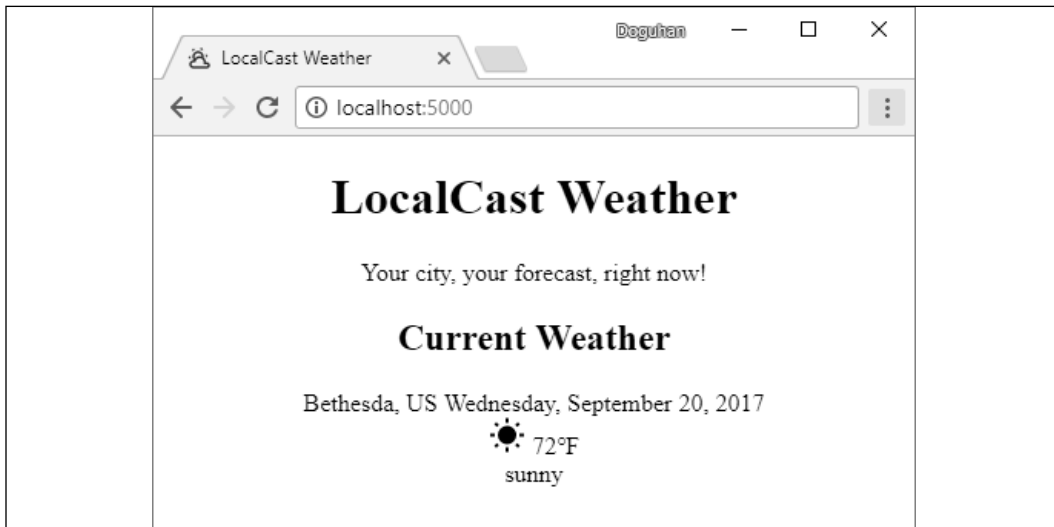 Doguhan
LocalCast Weather
localhost:5000
LocalCast Weather
Your city, your forecast, right now!
Current Weather
Bethesda, US Wednesday, September 20, 2017
72°F
sunny